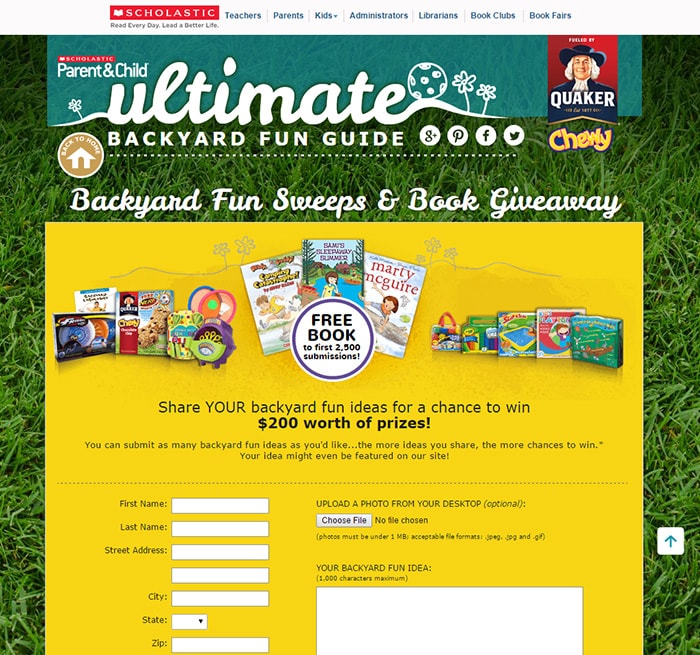 SCHOLASTIC
Read Every Day. Lead a Better Life.
Teachers
Parents
Kids
Administrators
Librarians
Book Clubs
Book Fairs
SCHOLASTIC
Parent&Child
ultimate
BACKYARD FUN GUIDE
BACK TO HOME
FUELED BY
QUAKER
Chewy
Backyard Fun Sweeps & Book Giveaway
SAMI'S
SLEEPAWAY
SUMMER
marty
mcguire
QUAKER
Chewy
FREE
BOOK
to first 2,500
submissions!
Share YOUR backyard fun ideas for a chance to win
$200 worth of prizes!
You can submit as many backyard fun ideas as you'd like...the more ideas you share, the more chances to win.*
Your idea might even be featured on our site!
First Name:
Last Name:
Street Address:
City:
State:
Zip:
UPLOAD A PHOTO FROM YOUR DESKTOP (optional):
Choose File No file chosen
(photos must be under 1 MB; acceptable file formats: .jpeg, .jpg and .gif)
YOUR BACKYARD FUN IDEA:
(1,000 characters maximum)